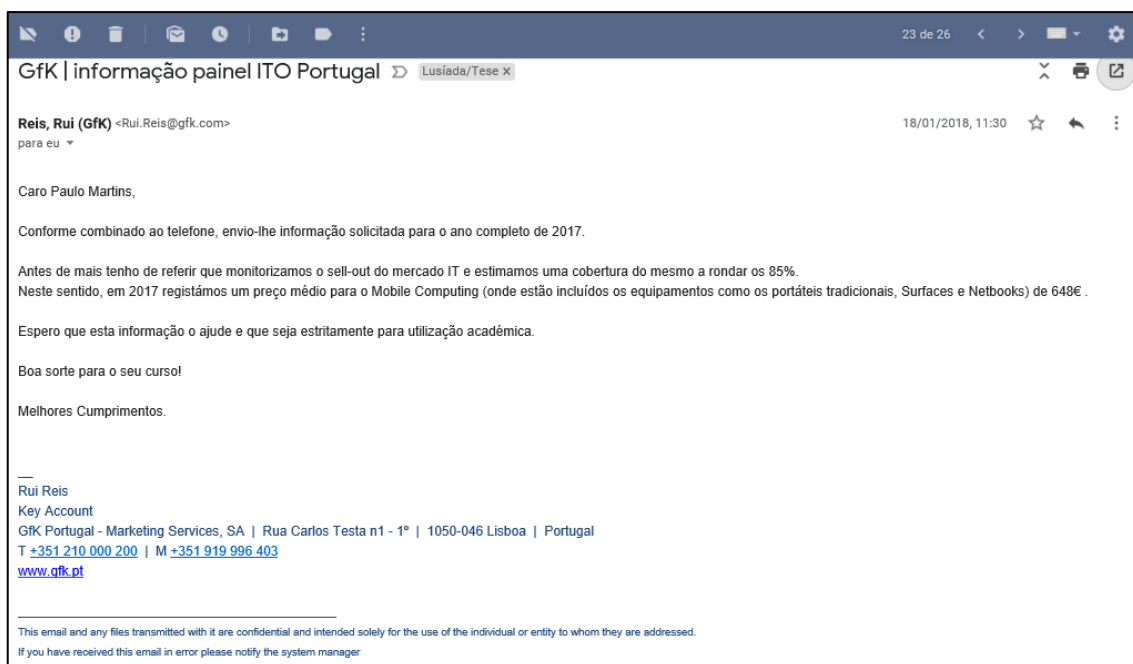 23 de 26
GfK | informação painel ITO Portugal Lusíada/Tese x
Reis, Rui (GfK) <Rui.Reis@gfk.com> 18/01/2018, 11:30
para eu
Caro Paulo Martins,
Conforme combinado ao telefone, envio-lhe informação solicitada para o ano completo de 2017.
Antes de mais tenho de referir que monitorizamos o sell-out do mercado IT e estimamos uma cobertura do mesmo a rondar os 85%.
Neste sentido, em 2017 registámos um preço médio para o Mobile Computing (onde estão incluídos os equipamentos como os portáteis tradicionais, Surfaces e Netbooks) de 648€ .
Espero que esta informação o ajude e que seja estritamente para utilização académica.
Boa sorte para o seu curso!
Melhores Cumprimentos.
__
Rui Reis
Key Account
GfK Portugal - Marketing Services, SA | Rua Carlos Testa n1 - 1º | 1050-046 Lisboa | Portugal
T +351 210 000 200 | M +351 919 996 403
www.gfk.pt
This email and any files transmitted with it are confidential and intended solely for the use of the individual or entity to whom they are addressed.
If you have received this email in error please notify the system manager